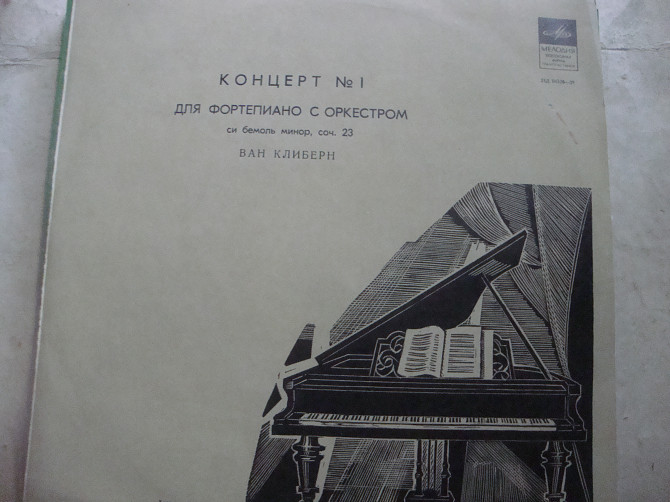 КОНЦЕРТ № 1
ДЛЯ ФОРТЕПИАНО С ОРКЕСТРОМ
си бемоль минор, соч. 23
ВАН КЛИБЕРН
МЕЛОДИЯ